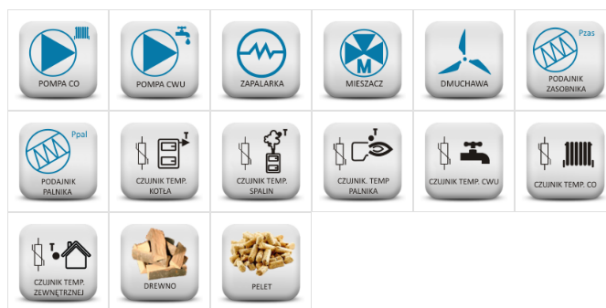 POMPA CO
POMPA CWU
ZAPALARKA
M
MIESZACZ
DMUCHAWA
Pzas
PODAJNIK
ZASOBNIKA
Ppal
PODAJNIK
PALNIKA
T
CZUJNIK TEMP.
KOTŁA
T
CZUJNIK TEMP.
SPALIN
T
CZUJNIK. TEMP
PALNIKA
CZUJNIK TEMP. CWU
CZUJNIK TEMP. CO
T
CZUJNIK TEMP.
ZEWNĘTRZNEJ
DREWNO
PELET